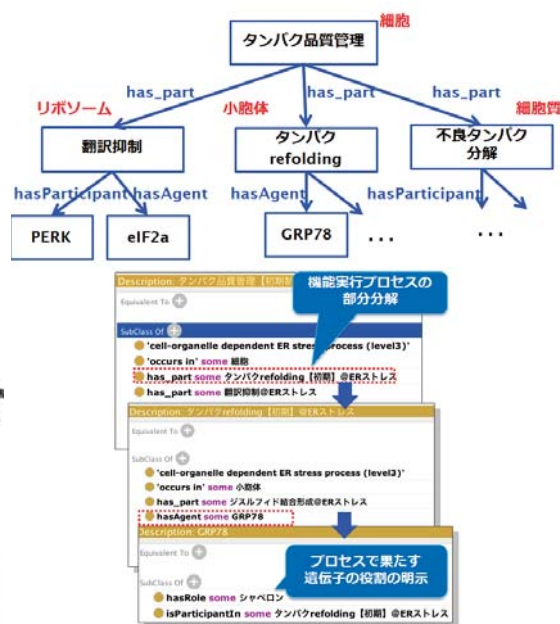 細胞
タンパク品質管理
has_part
has_part
has_part
リボソーム
小胞体
細胞質
翻訳抑制
タンパク
refolding
不良タンパク
分解
hasParticipant
hasAgent
hasAgent
hasParticipant
PERK
eIF2a
GRP78
...
...
機能実行プロセスの
部分分解
Equivalent To
SubClass Of
'cell-organelle dependent ER stress process (level3)'
'occurs in' some 細胞
has_part some タンパクrefolding【初期】@ERストレス
has_part some 翻訳抑制@ERストレス
Description: タンパクrefolding【初期】@ERストレス
Equivalent To
SubClass Of
'cell-organelle dependent ER stress process (level3)'
'occurs in' some 小胞体
has_part some ジスルフィド結合形成@ERストレス
hasAgent some GRP78
Description: GRP78
Equivalent To
プロセスで果たす
遺伝子の役割の明示
SubClass Of
hasRole some シャペロン
isParticipantIn some タンパクrefolding【初期】@ERストレス